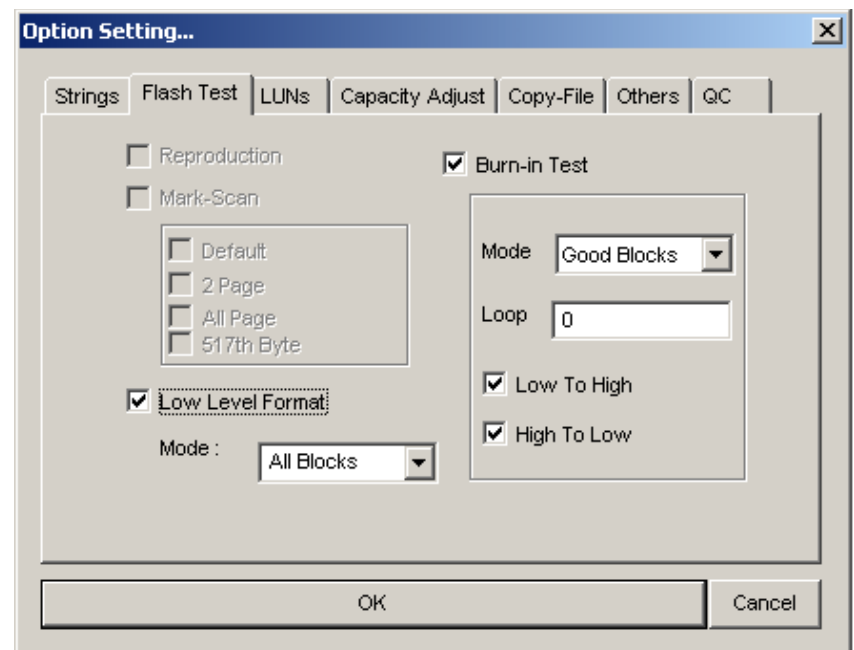 Option Setting...
Strings Flash Test LUNs Capacity Adjust Copy-File Others QC
Reproduction
Mark-Scan
Default
2 Page
All Page
517th Byte
Low Level Format
Mode : All Blocks
Burn-in Test
Mode Good Blocks
Loop 0
Low To High
High To Low
OK Cancel